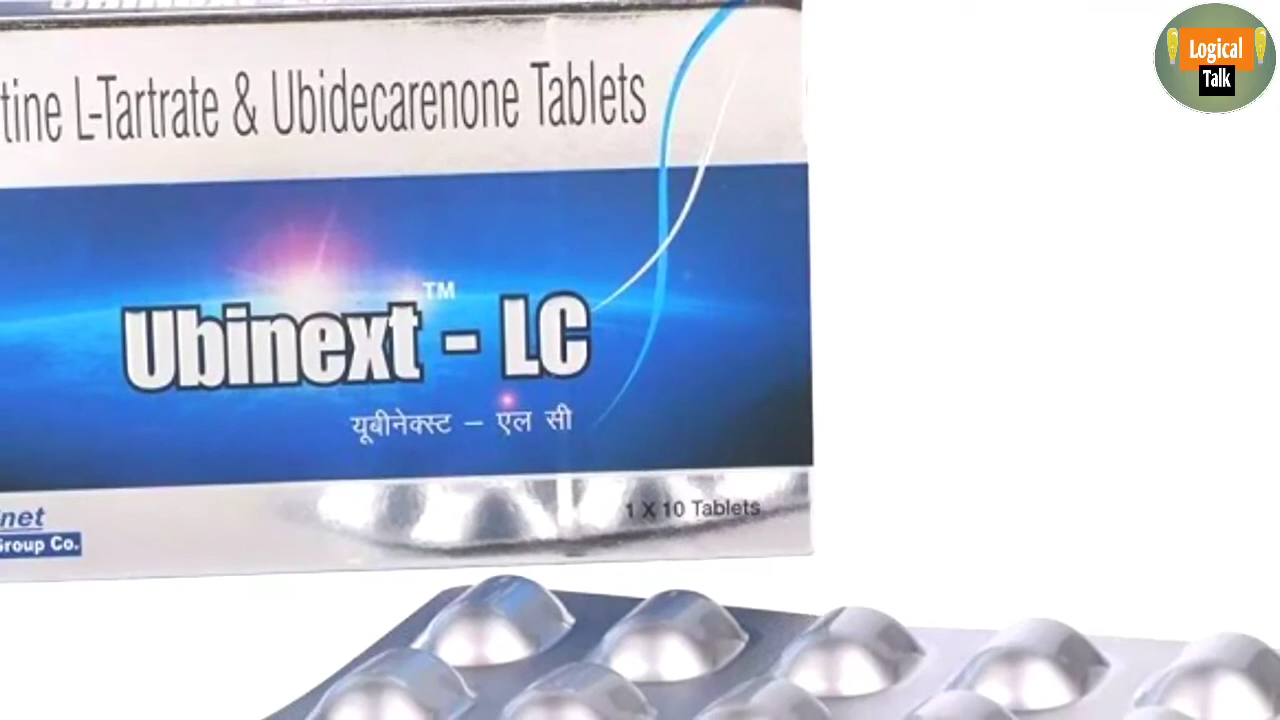 tine L-Tartrate & Ubidecarenone Tablets
Ubinext™ - LC
यूबीनेक्स्ट – एल सी
1 X 10 Tablets
net
Group Co.
Logical
Talk